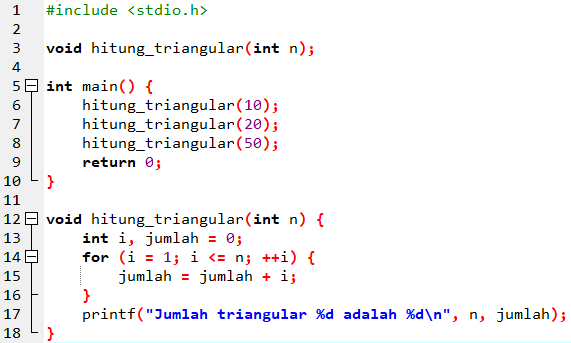 1 #include <stdio.h>
2
3 void hitung_triangular(int n);
4
5 int main() {
6 hitung_triangular(10);
7 hitung_triangular(20);
8 hitung_triangular(50);
9 return 0;
10 }
11
12 void hitung_triangular(int n) {
13 int i, jumlah = 0;
14 for (i = 1; i <= n; ++i) {
15 jumlah = jumlah + i;
16 }
17 printf("Jumlah triangular %d adalah %d\n", n, jumlah);
18 }